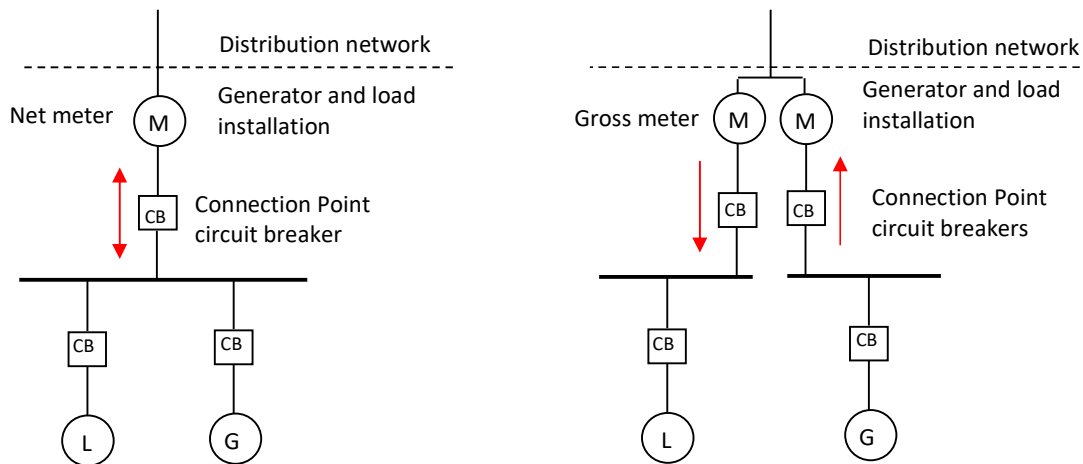 Distribution network
Generator and load
installation
Net meter
M
CB
Connection Point
circuit breaker
CB
CB
L
G
Distribution network
Generator and load
installation
Gross meter
M
M
CB
CB
Connection Point
circuit breakers
CB
CB
L
G